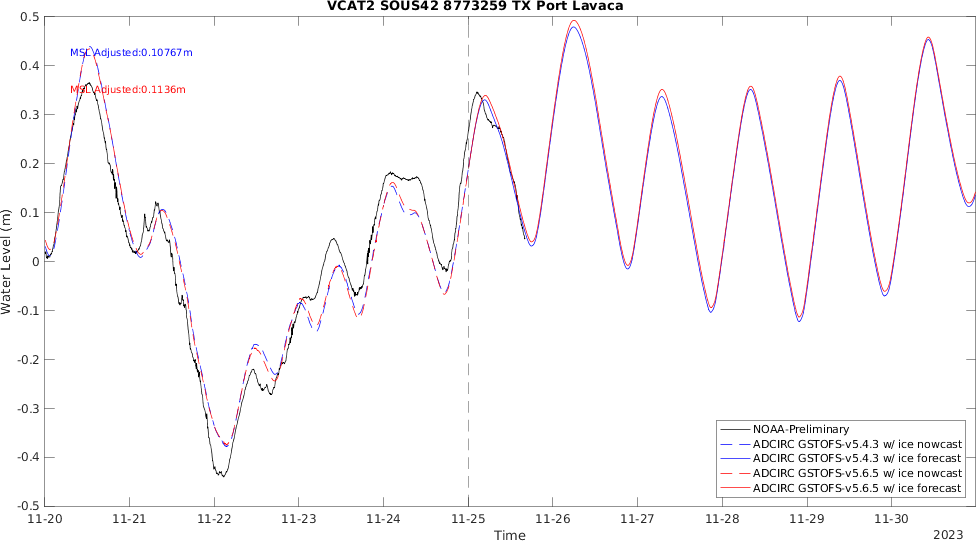 VCAT2 SOUS42 8773259 TX Port Lavaca
0.5
0.4
0.3
0.2
0.1
0
-0.1
-0.2
-0.3
-0.4
-0.5
Water Level (m)
MSL Adjusted:0.10767m
MSL Adjusted:0.1136m
NOAA-Preliminary
ADCIRC GSTOFS-v5.4.3 w/ ice nowcast
ADCIRC GSTOFS-v5.4.3 w/ ice forecast
ADCIRC GSTOFS-v5.6.5 w/ ice nowcast
ADCIRC GSTOFS-v5.6.5 w/ ice forecast
11-20 11-21 11-22 11-23 11-24 11-25 11-26 11-27 11-28 11-29 11-30
Time
2023